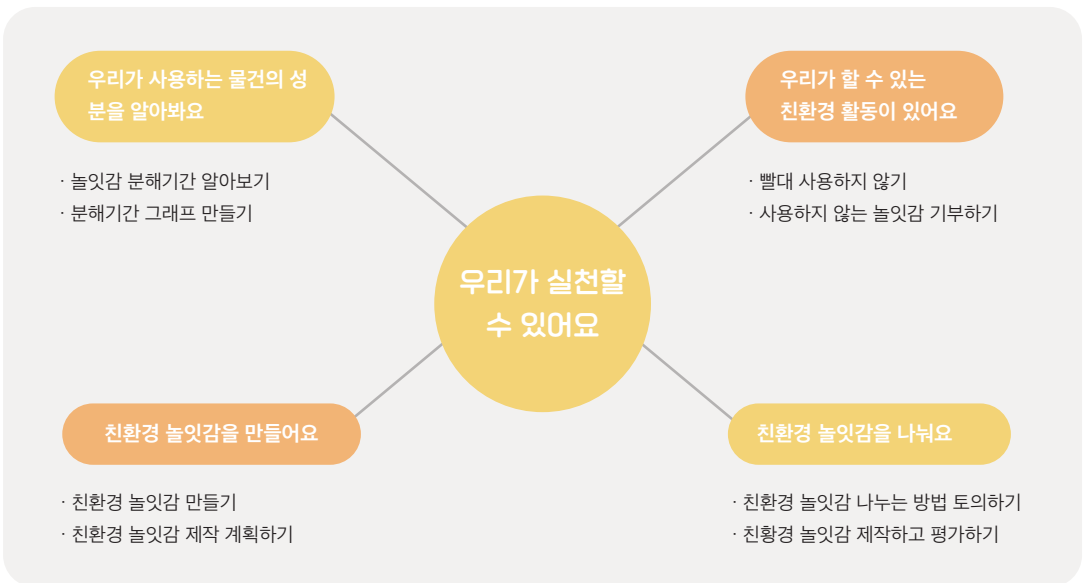 우리가 사용하는 물건의 성
분을 알아봐요
· 놀잇감 분해기간 알아보기
· 분해기간 그래프 만들기
우리가 할 수 있는
친환경 활동이 있어요
· 빨대 사용하지 않기
· 사용하지 않는 놀잇감 기부하기
우리가 실천할
수 있어요
친환경 놀잇감을 만들어요
· 친환경 놀잇감 만들기
· 친환경 놀잇감 제작 계획하기
친환경 놀잇감을 나눠요
· 친환경 놀잇감 나누는 방법 토의하기
· 친황경 놀잇감 제작하고 평가하기